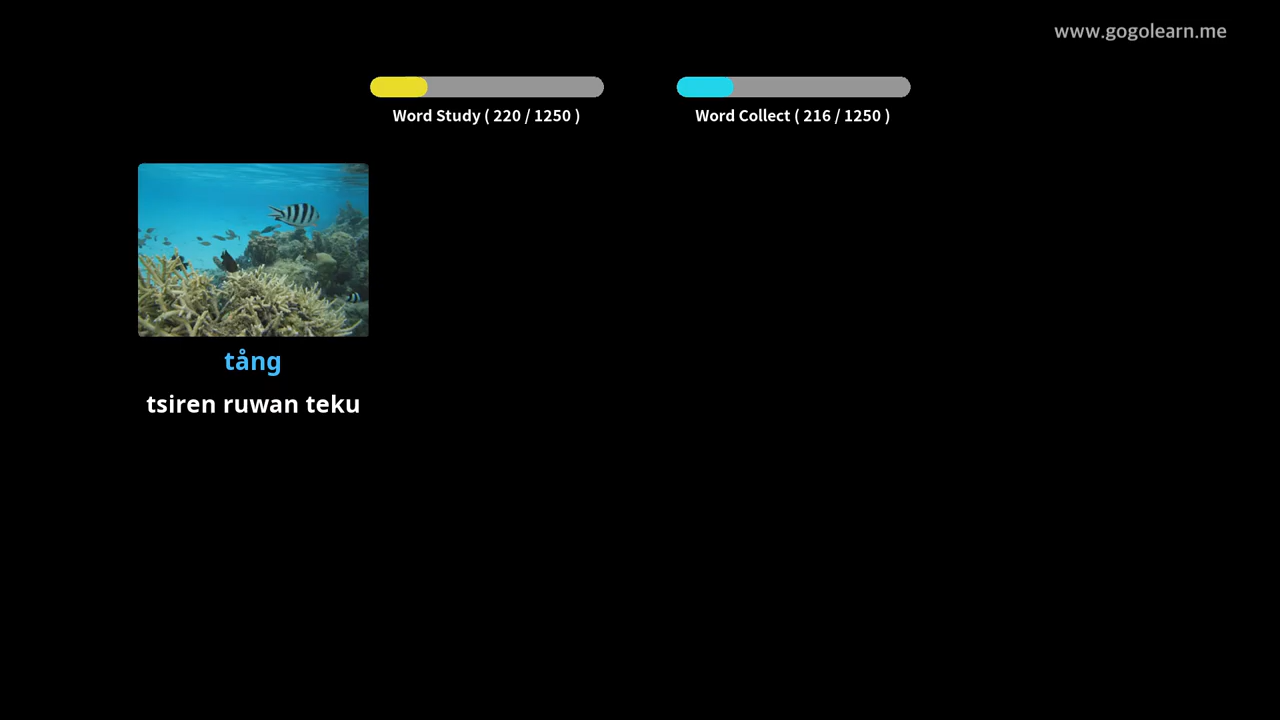 www.gogolearn.me
Word Study ( 220 / 1250 )
Word Collect ( 216 / 1250 )
tång
tsiren ruwan teku